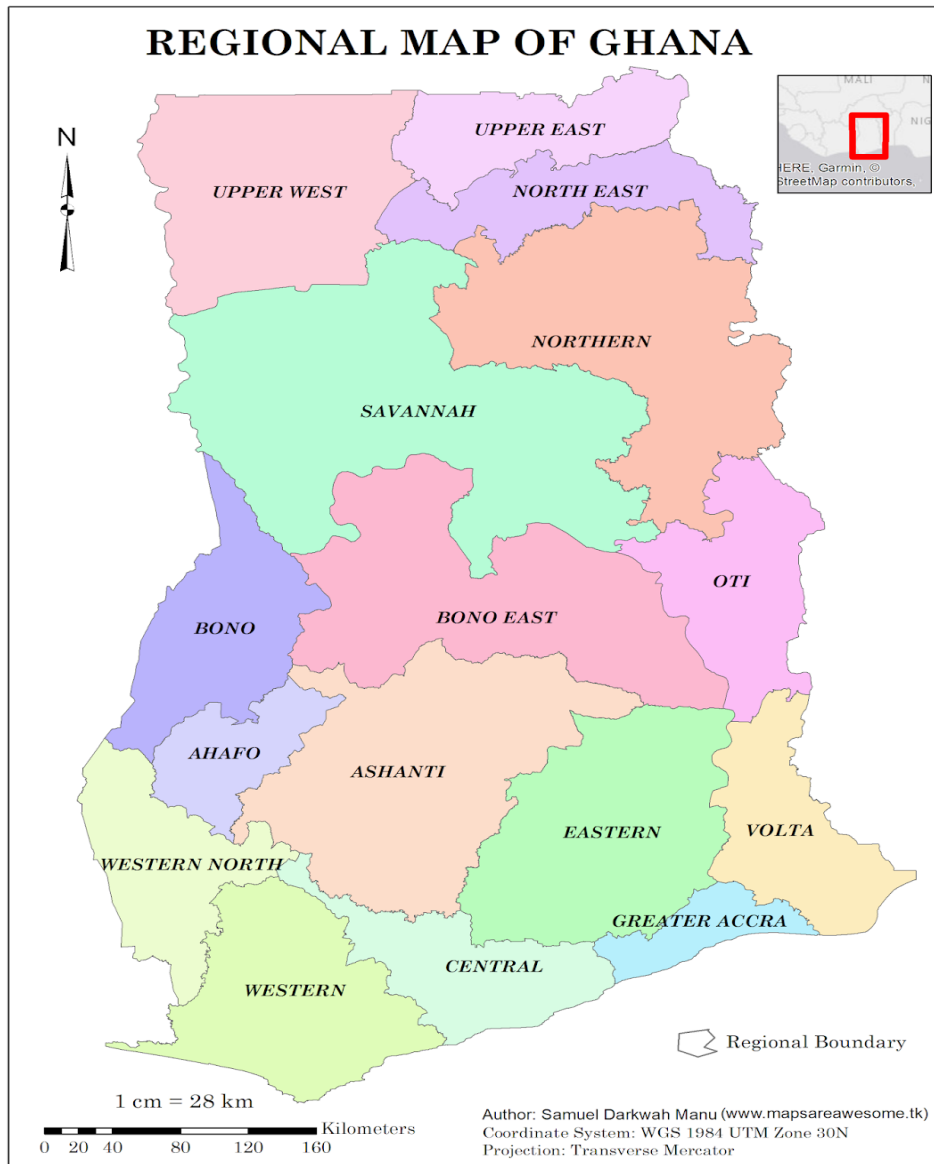 REGIONAL MAP OF GHANA
MALI
NIG
HERE, Garmin, ©
StreetMap contributors,
N
UPPER EAST
UPPER WEST
NORTH EAST
NORTHERN
SAVANNAH
OTI
BONO EAST
BONO
AHAFO
ASHANTI
EASTERN
VOLTA
WESTERN NORTH
GREATER ACCRA
CENTRAL
WESTERN
Regional Boundary
1 cm = 28 km
Kilometers
0 20 40 80 120 160
Author: Samuel Darkwah Manu (www.mapsareawesome.tk)
Coordinate System: WGS 1984 UTM Zone 30N
Projection: Transverse Mercator